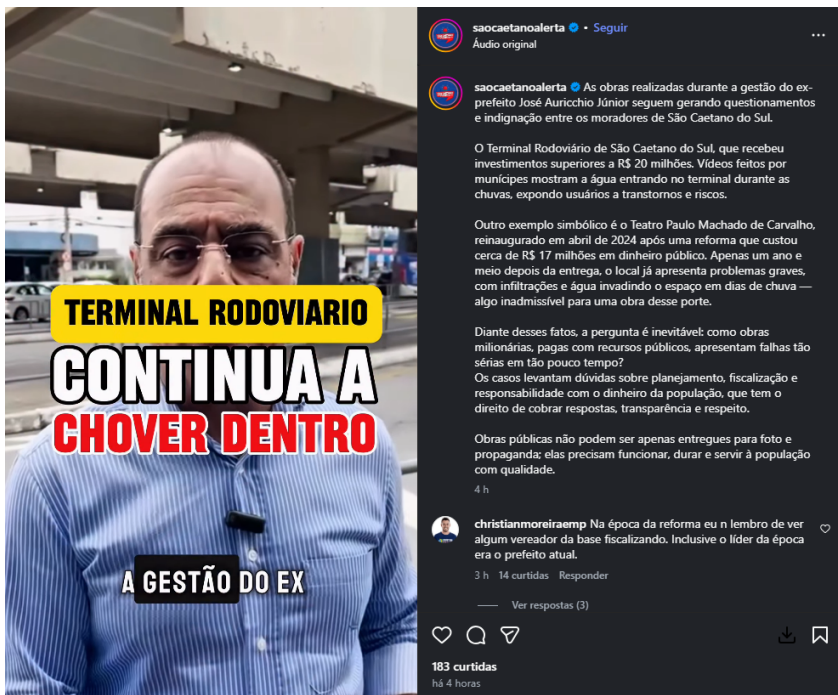 TERMINAL RODOVIARIO
CONTINUA A
CHOVER DENTRO
A GESTÃO DO EX
saocaetanoalerta • Seguir
Áudio original
saocaetanoalerta As obras realizadas durante a gestão do ex-
prefeito José Auricchio Júnior seguem gerando questionamentos
e indignação entre os moradores de São Caetano do Sul.
O Terminal Rodoviário de São Caetano do Sul, que recebeu
investimentos superiores a R$ 20 milhões. Vídeos feitos por
munícipes mostram a água entrando no terminal durante as
chuvas, expondo usuários a transtornos e riscos.
Outro exemplo simbólico é o Teatro Paulo Machado de Carvalho,
reinaugurado em abril de 2024 após uma reforma que custou
cerca de R$ 17 milhões em dinheiro público. Apenas um ano e
meio depois da entrega, o local já apresenta problemas graves,
com infiltrações e água invadindo o espaço em dias de chuva —
algo inadmissível para uma obra desse porte.
Diante desses fatos, a pergunta é inevitável: como obras
milionárias, pagas com recursos públicos, apresentam falhas tão
sérias em tão pouco tempo?
Os casos levantam dúvidas sobre planejamento, fiscalização e
responsabilidade com o dinheiro da população, que tem o
direito de cobrar respostas, transparência e respeito.
Obras públicas não podem ser apenas entregues para foto e
propaganda; elas precisam funcionar, durar e servir à população
com qualidade.
4 h
christianmoreiraemp Na época da reforma eu n lembro de ver
algum vereador da base fiscalizando. Inclusive o líder da época
era o prefeito atual.
3 h 14 curtidas Responder
Ver respostas (3)
183 curtidas
há 4 horas